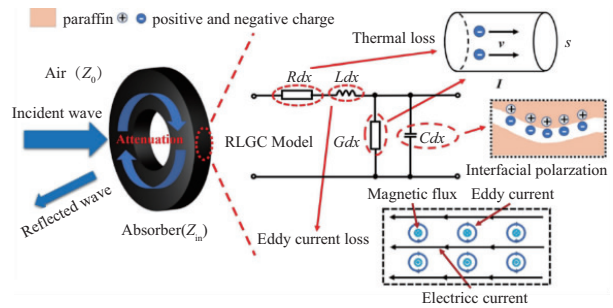 paraffin + - positive and negative charge
Thermal loss
Air (Z0)
Rdx
Ldx
v
s
I
Incident wave
Attenuation
RLGC Model
Gdx
Cdx
Interfacial polarzation
Reflected wave
Absorber(Zin)
Eddy current loss
Magnetic flux
Eddy current
Electricc current